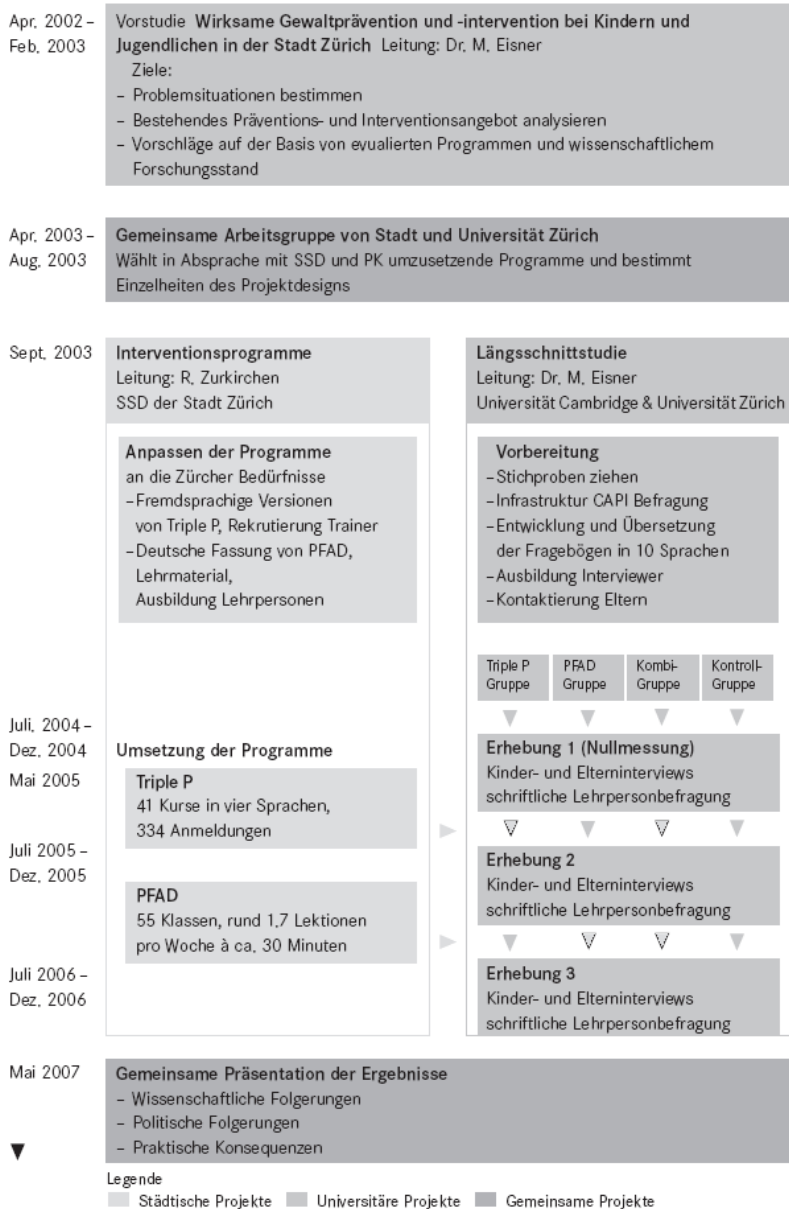 Apr. 2002 –
Feb. 2003
Vorstudie Wirksame Gewaltprävention und -intervention bei Kindern und
Jugendlichen in der Stadt Zürich Leitung: Dr. M. Eisner
Ziele:
– Problemsituationen bestimmen
– Bestehendes Präventions- und Interventionsangebot analysieren
– Vorschläge auf der Basis von evualierten Programmen und wissenschaftlichem
Forschungsstand
Apr. 2003 –
Aug. 2003
Gemeinsame Arbeitsgruppe von Stadt und Universität Zürich
Wählt in Absprache mit SSD und PK umzusetzende Programme und bestimmt
Einzelheiten des Projektdesigns
Sept. 2003
Interventionsprogramme
Leitung: R. Zurkirchen
SSD der Stadt Zürich
Anpassen der Programme
an die Zürcher Bedürfnisse
– Fremdsprachige Versionen
von Triple P, Rekrutierung Trainer
– Deutsche Fassung von PFAD,
Lehrmaterial,
Ausbildung Lehrpersonen
Längsschnittstudie
Leitung: Dr. M. Eisner
Universität Cambridge & Universität Zürich
Vorbereitung
– Stichproben ziehen
– Infrastruktur CAPI Befragung
– Entwicklung und Übersetzung
der Fragebögen in 10 Sprachen
– Ausbildung Interviewer
– Kontaktierung Eltern
Triple P
Gruppe
PFAD
Gruppe
Kombi-
Gruppe
Kontroll-
Gruppe
Juli. 2004 –
Dez. 2004
Mai 2005
Umsetzung der Programme
Triple P
41 Kurse in vier Sprachen,
334 Anmeldungen
Erhebung 1 (Nullmessung)
Kinder- und Elterninterviews
schriftliche Lehrpersonbefragung
Juli 2005 –
Dez. 2005
PFAD
55 Klassen, rund 1.7 Lektionen
pro Woche à ca. 30 Minuten
Erhebung 2
Kinder- und Elterninterviews
schriftliche Lehrpersonbefragung
Juli 2006 –
Dez. 2006
Erhebung 3
Kinder- und Elterninterviews
schriftliche Lehrpersonbefragung
Mai 2007
Gemeinsame Präsentation der Ergebnisse
– Wissenschaftliche Folgerungen
– Politische Folgerungen
– Praktische Konsequenzen
Legende
Städtische Projekte Universitäre Projekte Gemeinsame Projekte